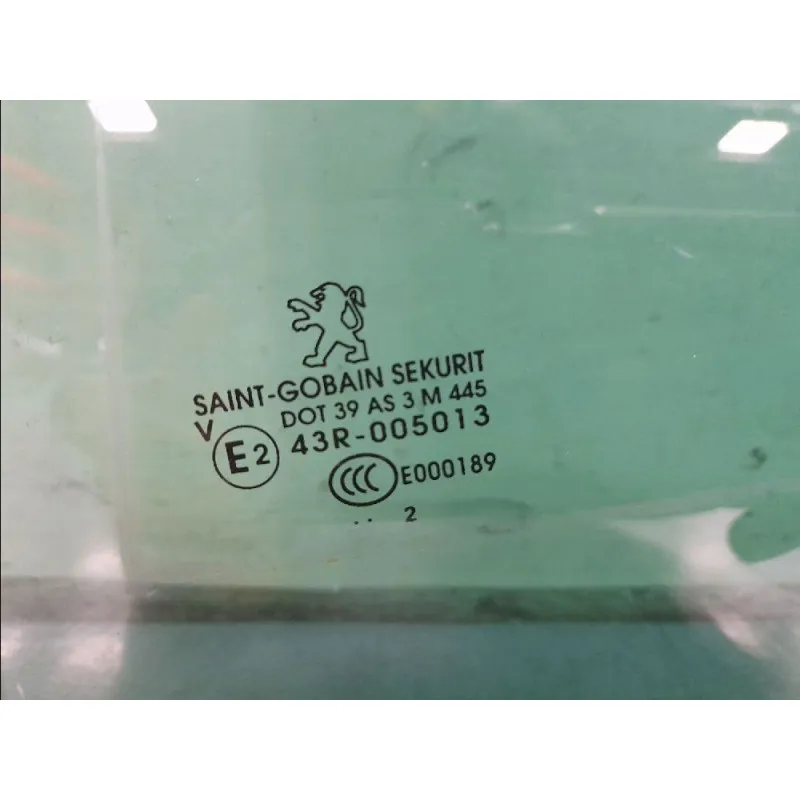 SAINT-GOBAIN SEKURIT
DOT 39 AS 3 M 445
V
E2 43R-005013
CCC E000189
.. 2